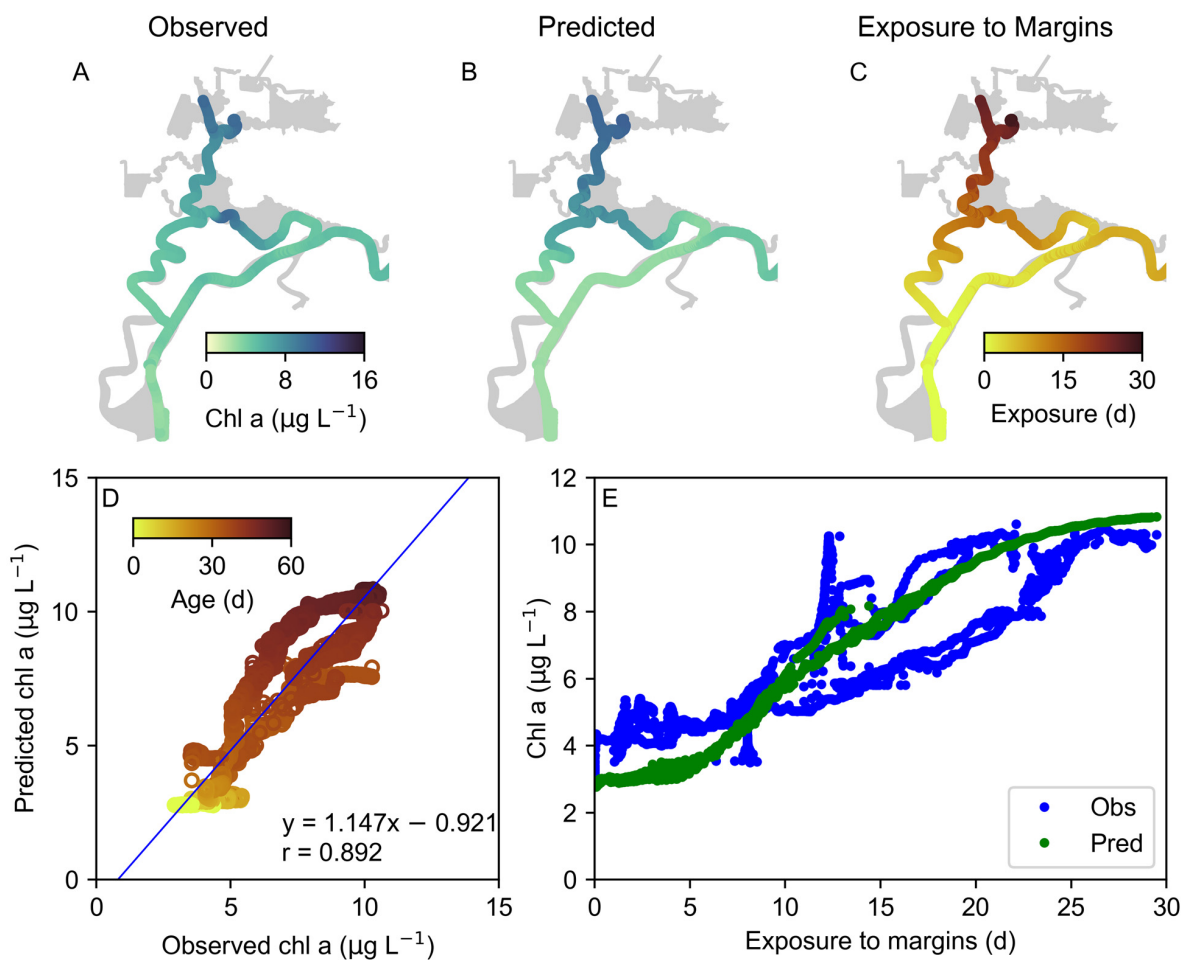 Observed
Predicted
Exposure to Margins
A
B
C
0 8 16
Chl a (μg L⁻¹)
0 15 30
Exposure (d)
D
0 30 60
Age (d)
15
10
5
0
Predicted chl a (μg L⁻¹)
y = 1.147x − 0.921
r = 0.892
0 5 10 15
Observed chl a (μg L⁻¹)
E
12
10
8
6
4
2
0
Chl a (μg L⁻¹)
Obs
Pred
0 5 10 15 20 25 30
Exposure to margins (d)